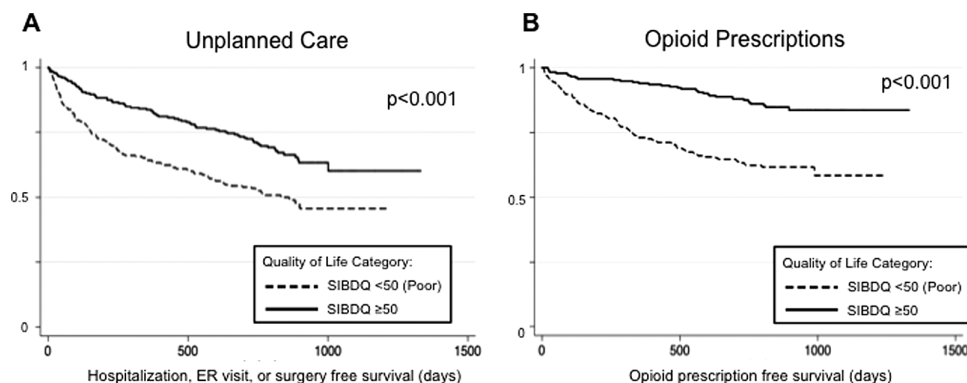 A
Unplanned Care
1
0.5
0
p<0.001
Quality of Life Category:
SIBDQ <50 (Poor)
SIBDQ ≥50
0 500 1000 1500
Hospitalization, ER visit, or surgery free survival (days)
B
Opioid Prescriptions
1
0.5
0
p<0.001
Quality of Life Category:
SIBDQ <50 (Poor)
SIBDQ ≥50
0 500 1000 1500
Opioid prescription free survival (days)